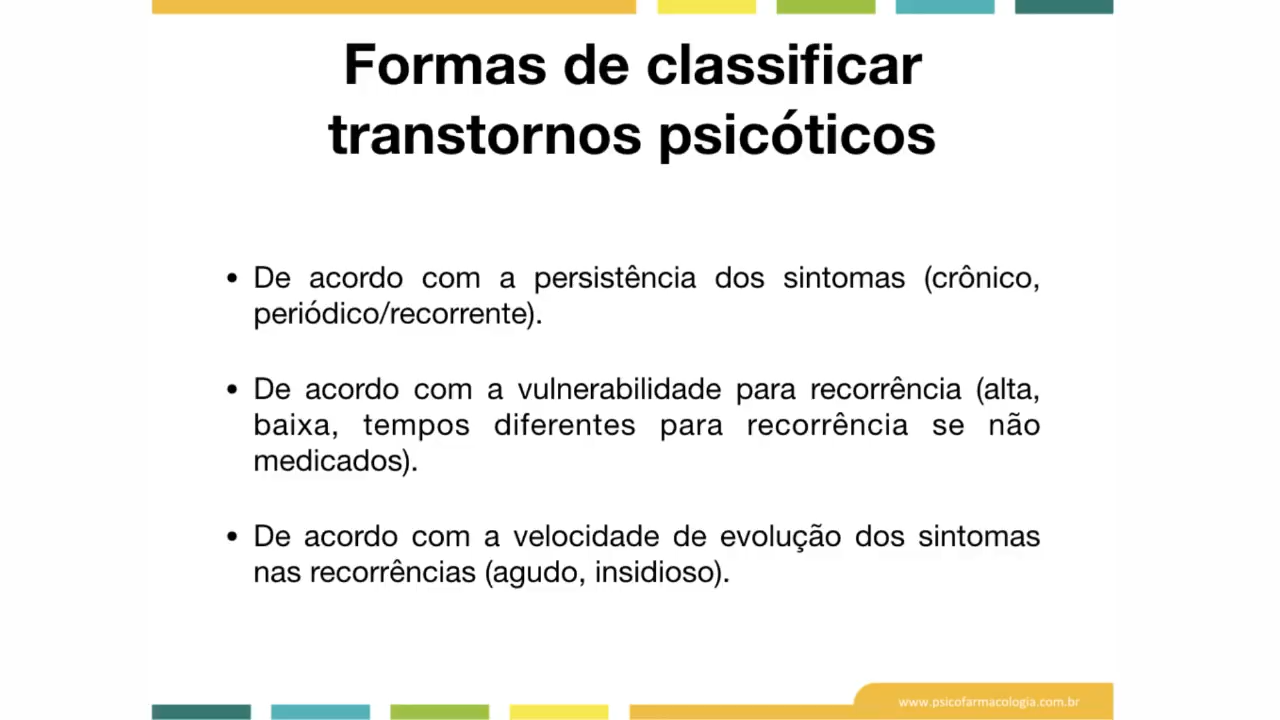 Formas de classificar
transtornos psicóticos
• De acordo com a persistência dos sintomas (crônico,
periódico/recorrente).
• De acordo com a vulnerabilidade para recorrência (alta,
baixa, tempos diferentes para recorrência se não
medicados).
• De acordo com a velocidade de evolução dos sintomas
nas recorrências (agudo, insidioso).
www.psicofarmacologia.com.br